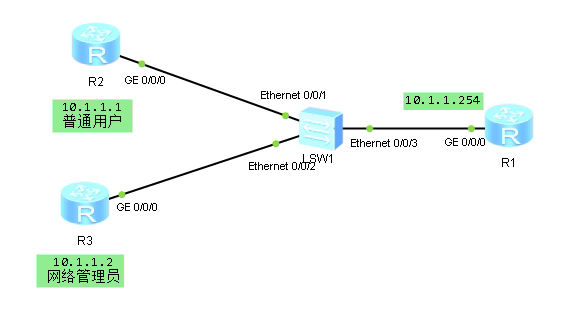 R
R2
GE 0/0/0
10.1.1.1
普通用户
Ethernet 0/0/1
10.1.1.254
LSW1
Ethernet 0/0/3
GE 0/0/0
R
R1
Ethernet 0/0/2
R
GE 0/0/0
R3
10.1.1.2
网络管理员